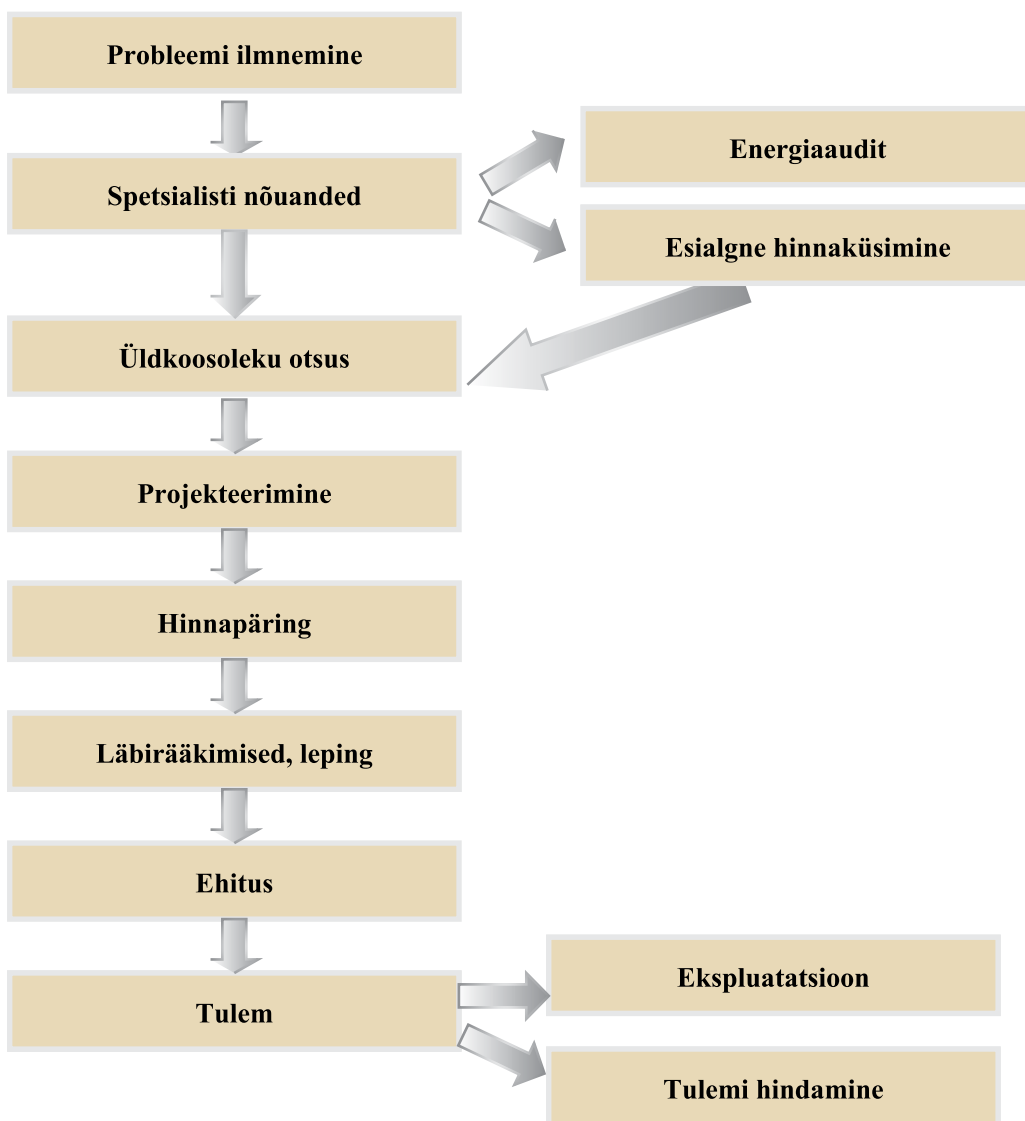 Probleemi ilmnemine
Spetsialisti nõuanded
Energiaaudit
Esialgne hinnaküsimine
Üldkoosoleku otsus
Projekteerimine
Hinnapäring
Läbirääkimised, leping
Ehitus
Tulem
Ekspluatatsioon
Tulemi hindamine